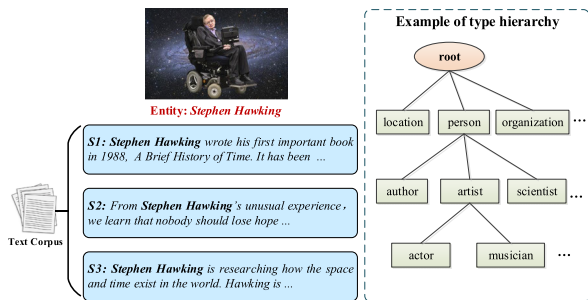 Entity: Stephen Hawking
Text Corpus
S1: Stephen Hawking wrote his first important book
in 1988, A Brief History of Time. It has been ...
S2: From Stephen Hawking's unusual experience,
we learn that nobody should lose hope ...
S3: Stephen Hawking is researching how the space
and time exist in the world. Hawking is ...
Example of type hierarchy
root
location person organization ...
author artist scientist ...
actor musician ...